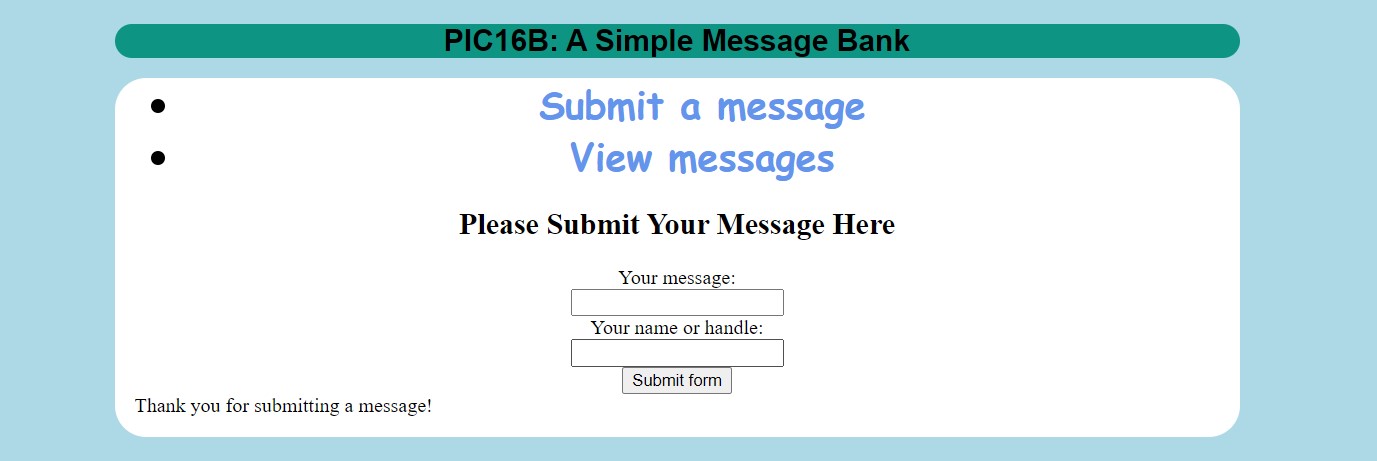 PIC16B: A Simple Message Bank
Submit a message
View messages
Please Submit Your Message Here
Your message:
Your name or handle:
Submit form
Thank you for submitting a message!